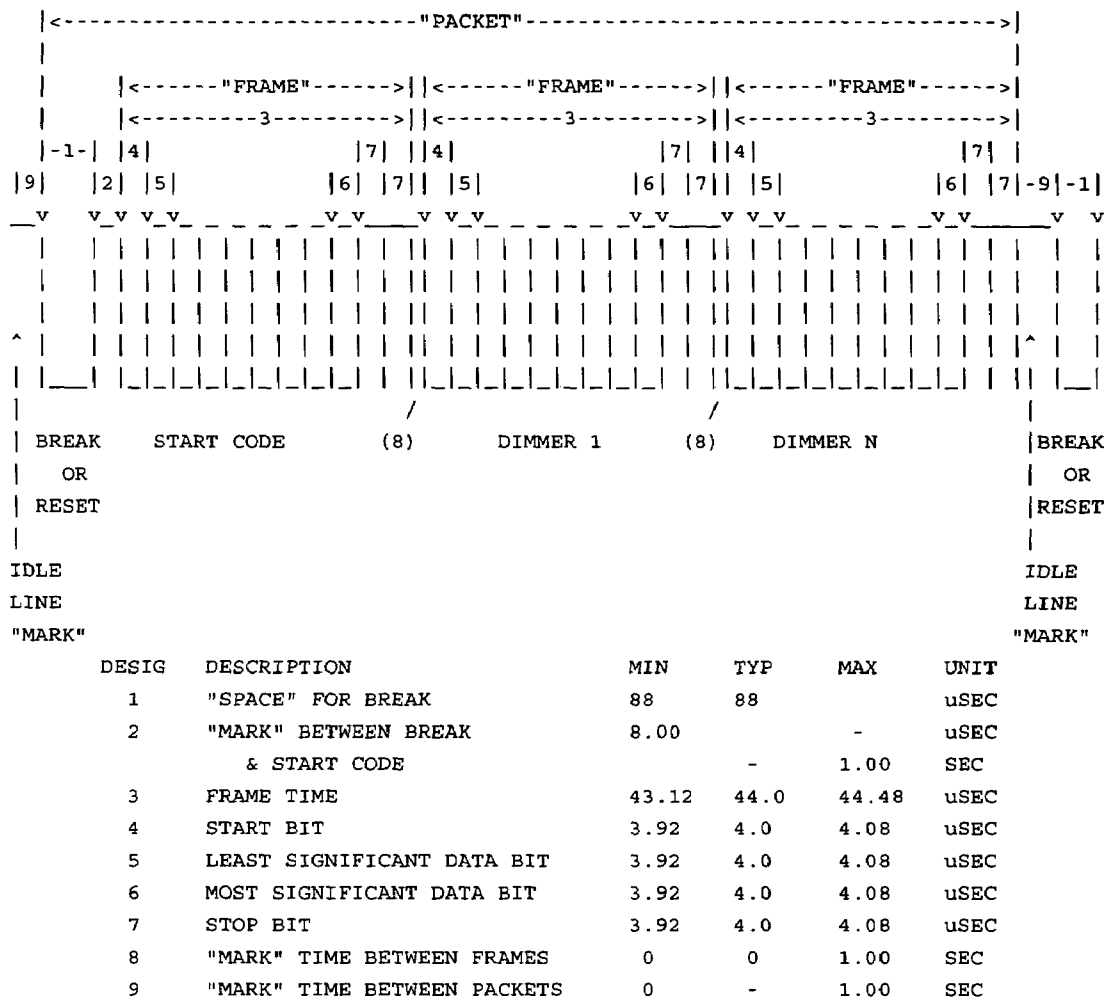 |<----------------------------"PACKET"------------------------------------->|
|<------"FRAME"------>||<------"FRAME"------>||<------"FRAME"------->|
|<---------3--------->||<---------3--------->||<---------3---------->|
|-1-| |4| |7| ||4| |7| ||4| |7|
|9| |2| |5| |6| |7|| |5| |6| |7| |5| |6| |7|-9|-1|
BREAK START CODE (8) DIMMER 1 (8) DIMMER N BREAK
OR OR
RESET RESET
IDLE IDLE
LINE LINE
"MARK" "MARK"
DESIG DESCRIPTION MIN TYP MAX UNIT
1 "SPACE" FOR BREAK 88 88 uSEC
2 "MARK" BETWEEN BREAK 8.00 - uSEC
& START CODE - 1.00 SEC
3 FRAME TIME 43.12 44.0 44.48 uSEC
4 START BIT 3.92 4.0 4.08 uSEC
5 LEAST SIGNIFICANT DATA BIT 3.92 4.0 4.08 uSEC
6 MOST SIGNIFICANT DATA BIT 3.92 4.0 4.08 uSEC
7 STOP BIT 3.92 4.0 4.08 uSEC
8 "MARK" TIME BETWEEN FRAMES 0 0 1.00 SEC
9 "MARK" TIME BETWEEN PACKETS 0 - 1.00 SEC